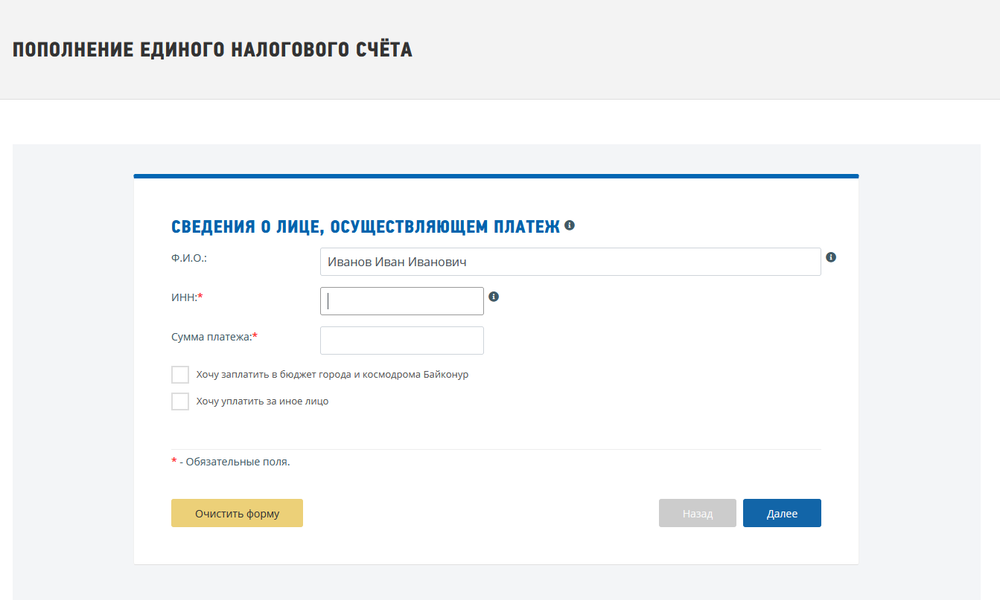 ПОПОЛНЕНИЕ ЕДИНОГО НАЛОГОВОГО СЧЁТА
СВЕДЕНИЯ О ЛИЦЕ, ОСУЩЕСТВЛЯЮЩЕМ ПЛАТЕЖ
Ф.И.О.: Иванов Иван Иванович
ИНН:*
Сумма платежа:*
Хочу заплатить в бюджет города и космодрома Байконур
Хочу уплатить за иное лицо
* - Обязательные поля.
Очистить форму Назад Далее